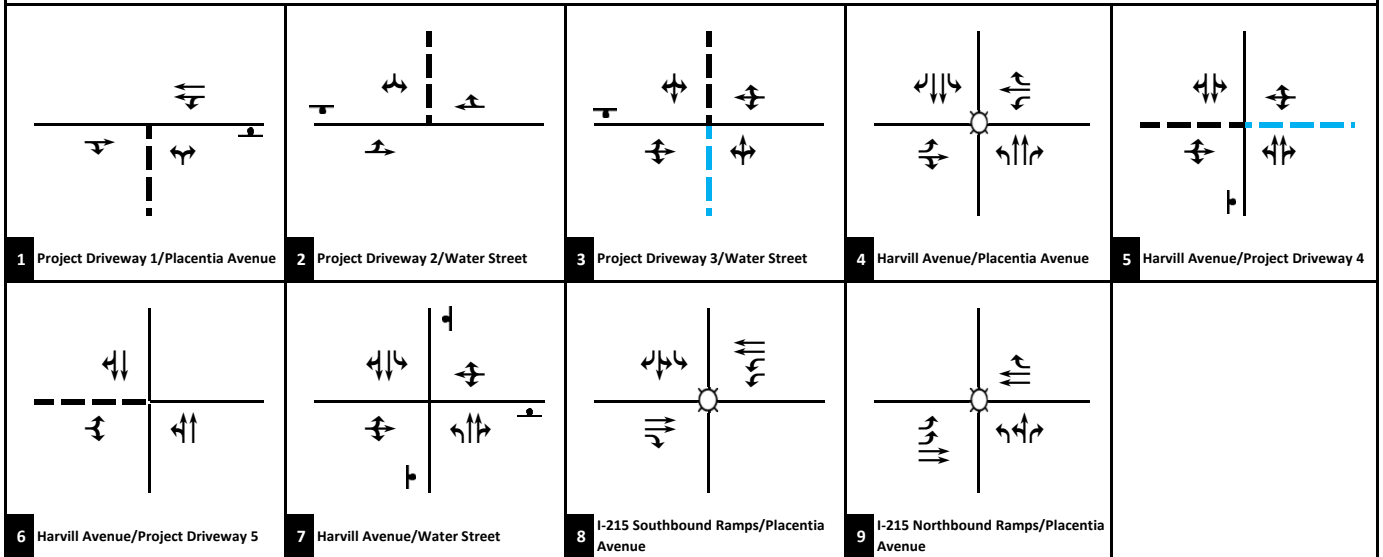 1 Project Driveway 1/Placentia Avenue
2 Project Driveway 2/Water Street
3 Project Driveway 3/Water Street
4 Harvill Avenue/Placentia Avenue
5 Harvill Avenue/Project Driveway 4
6 Harvill Avenue/Project Driveway 5
7 Harvill Avenue/Water Street
8 I-215 Southbound Ramps/Placentia
Avenue
9 I-215 Northbound Ramps/Placentia
Avenue